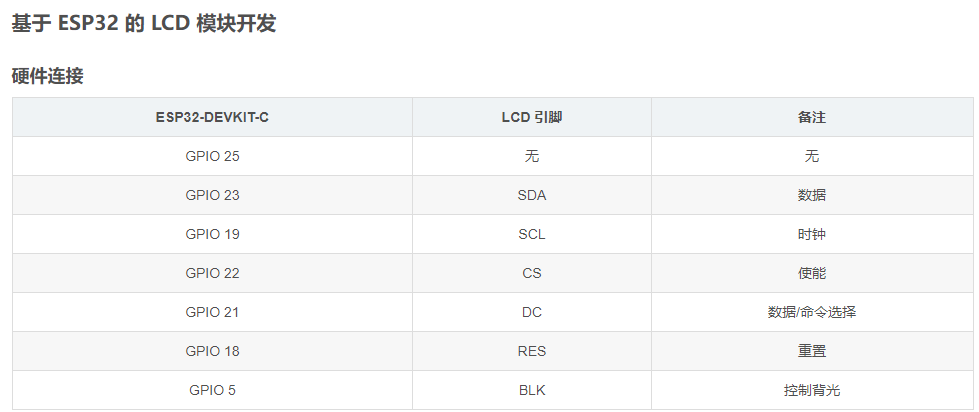 基于 ESP32 的 LCD 模块开发
硬件连接
ESP32-DEVKIT-C LCD 引脚 备注
GPIO 25 无 无
GPIO 23 SDA 数据
GPIO 19 SCL 时钟
GPIO 22 CS 使能
GPIO 21 DC 数据/命令选择
GPIO 18 RES 重置
GPIO 5 BLK 控制背光